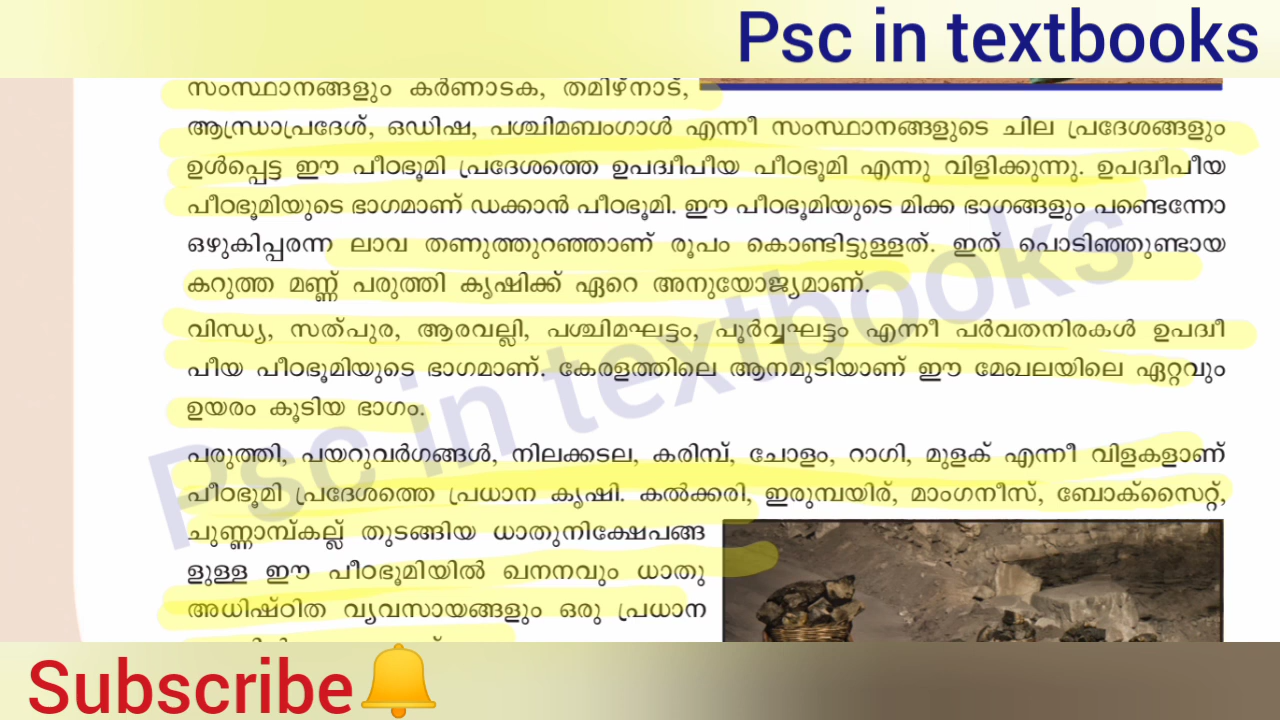 Psc in textbooks
സംസ്ഥാനങ്ങളും കർണാടക, തമിഴ്നാട്,
ആന്ധ്രാപ്രദേശ്, ഒഡിഷ, പശ്ചിമബംഗാൾ എന്നീ സംസ്ഥാനങ്ങളുടെ ചില പ്രദേശങ്ങളും
ഉൾപ്പെട്ട ഈ പീഠഭൂമി പ്രദേശത്തെ ഉപദ്വീപീയ പീഠഭൂമി എന്നു വിളിക്കുന്നു. ഉപദ്വീപീയ
പീഠഭൂമിയുടെ ഭാഗമാണ് ഡക്കാൻ പീഠഭൂമി. ഈ പീഠഭൂമിയുടെ മിക്ക ഭാഗങ്ങളും പണ്ടെന്നോ
ഒഴുകിപ്പരന്ന ലാവ തണുത്തുറഞ്ഞാണ് രൂപം കൊണ്ടിട്ടുള്ളത്. ഇത് പൊടിഞ്ഞുണ്ടായ
കറുത്ത മണ്ണ് പരുത്തി കൃഷിക്ക് ഏറെ അനുയോജ്യമാണ്.
വിന്ധ്യ, സത്പുര, ആരവല്ലി, പശ്ചിമഘട്ടം, പൂർവ്വഘട്ടം എന്നീ പർവതനിരകൾ ഉപദ്വീ
പീയ പീഠഭൂമിയുടെ ഭാഗമാണ്. കേരളത്തിലെ ആനമുടിയാണ് ഈ മേഖലയിലെ ഏറ്റവും
ഉയരം കൂടിയ ഭാഗം.
പരുത്തി, പയറുവർഗങ്ങൾ, നിലക്കടല, കരിമ്പ്, ചോളം, റാഗി, മുളക് എന്നീ വിളകളാണ്
പീഠഭൂമി പ്രദേശത്തെ പ്രധാന കൃഷി. കൽക്കരി, ഇരുമ്പയിര്, മാംഗനീസ്, ബോക്സൈറ്റ്,
ചുണ്ണാമ്പ്കല്ല് തുടങ്ങിയ ധാതുനിക്ഷേപങ്ങ
ളുള്ള ഈ പീഠഭൂമിയിൽ ഖനനവും ധാതു
അധിഷ്ഠിത വ്യവസായങ്ങളും ഒരു പ്രധാന
Psc in textbooks
Subscribe